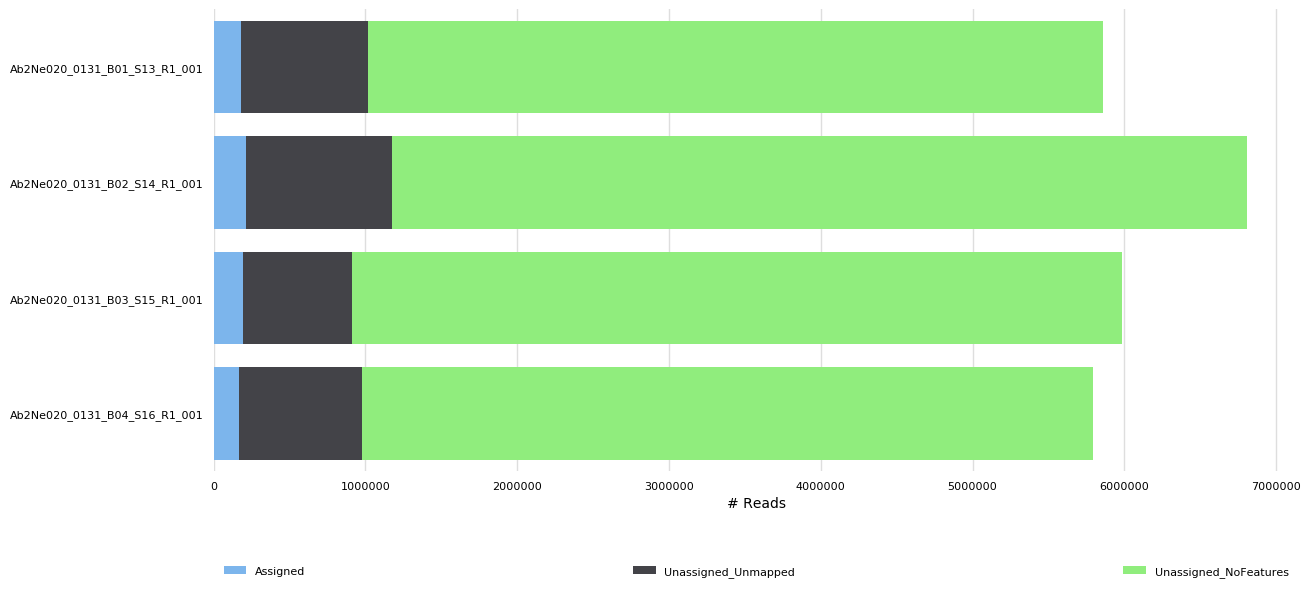 Ab2Ne020_0131_B01_S13_R1_001
Ab2Ne020_0131_B02_S14_R1_001
Ab2Ne020_0131_B03_S15_R1_001
Ab2Ne020_0131_B04_S16_R1_001
0 1000000 2000000 3000000 4000000 5000000 6000000 7000000
# Reads
Assigned Unassigned_Unmapped Unassigned_NoFeatures